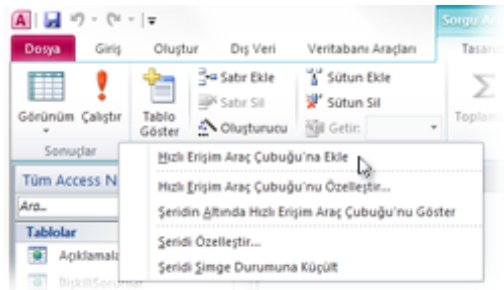 Sorgu A
Dosya Giriş Oluştur Dış Veri Veritabanı Araçları Tasarı
Görünüm Çalıştır Tablo Göster
Satır Ekle
Satır Sil
Oluşturucu
Sütun Ekle
Sütun Sil
Getir:
Toplam
Sonuçlar
Hızlı Erişim Araç Çubuğu'na Ekle
Hızlı Erişim Araç Çubuğu'nu Özelleştir...
Şeridin Altında Hızlı Erişim Araç Çubuğu'nu Göster
Şeridi Özelleştir...
Şeridi Simge Durumuna Küçült
Tüm Access N
Ara...
Tablolar
Açıklamala
İlişkiliSorunlar